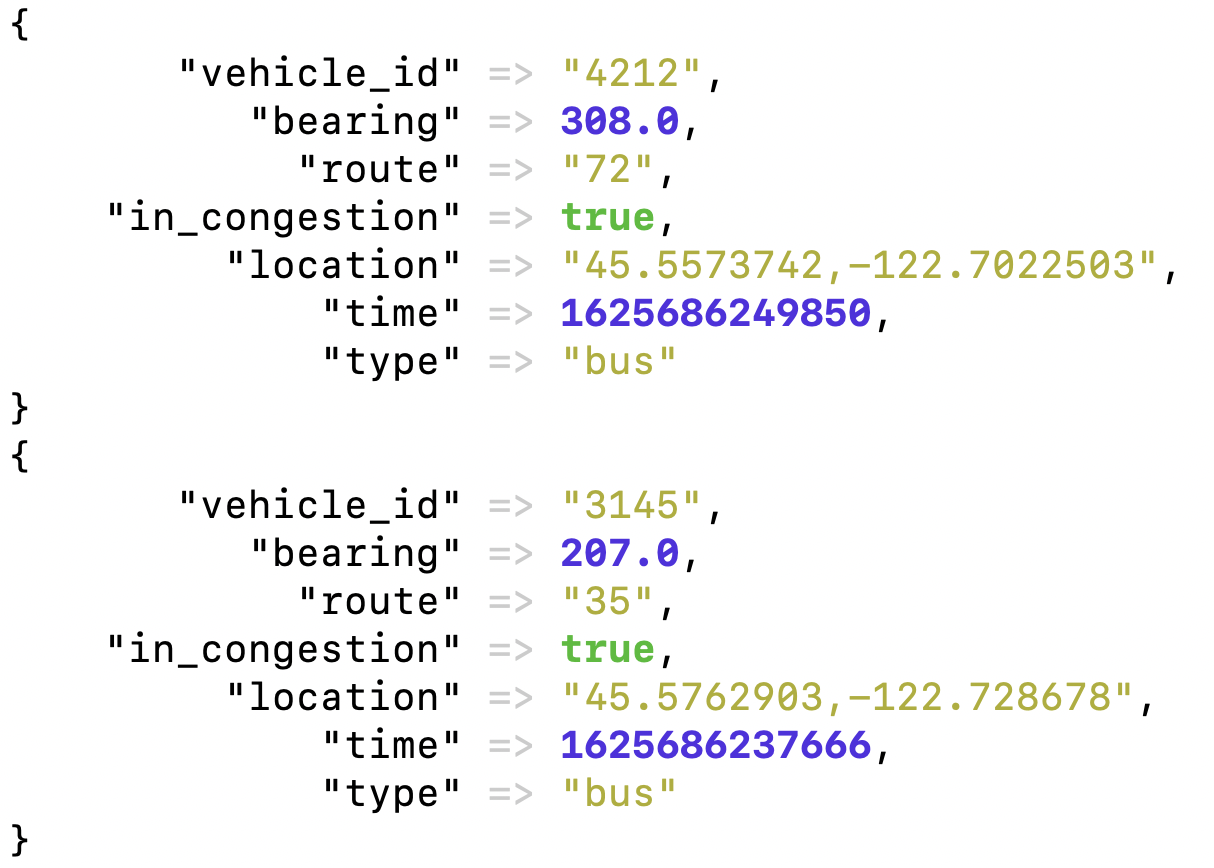 {
"vehicle_id" => "4212",
"bearing" => 308.0,
"route" => "72",
"in_congestion" => true,
"location" => "45.5573742,-122.7022503",
"time" => 1625686249850,
"type" => "bus"
}
{
"vehicle_id" => "3145",
"bearing" => 207.0,
"route" => "35",
"in_congestion" => true,
"location" => "45.5762903,-122.728678",
"time" => 1625686237666,
"type" => "bus"
}